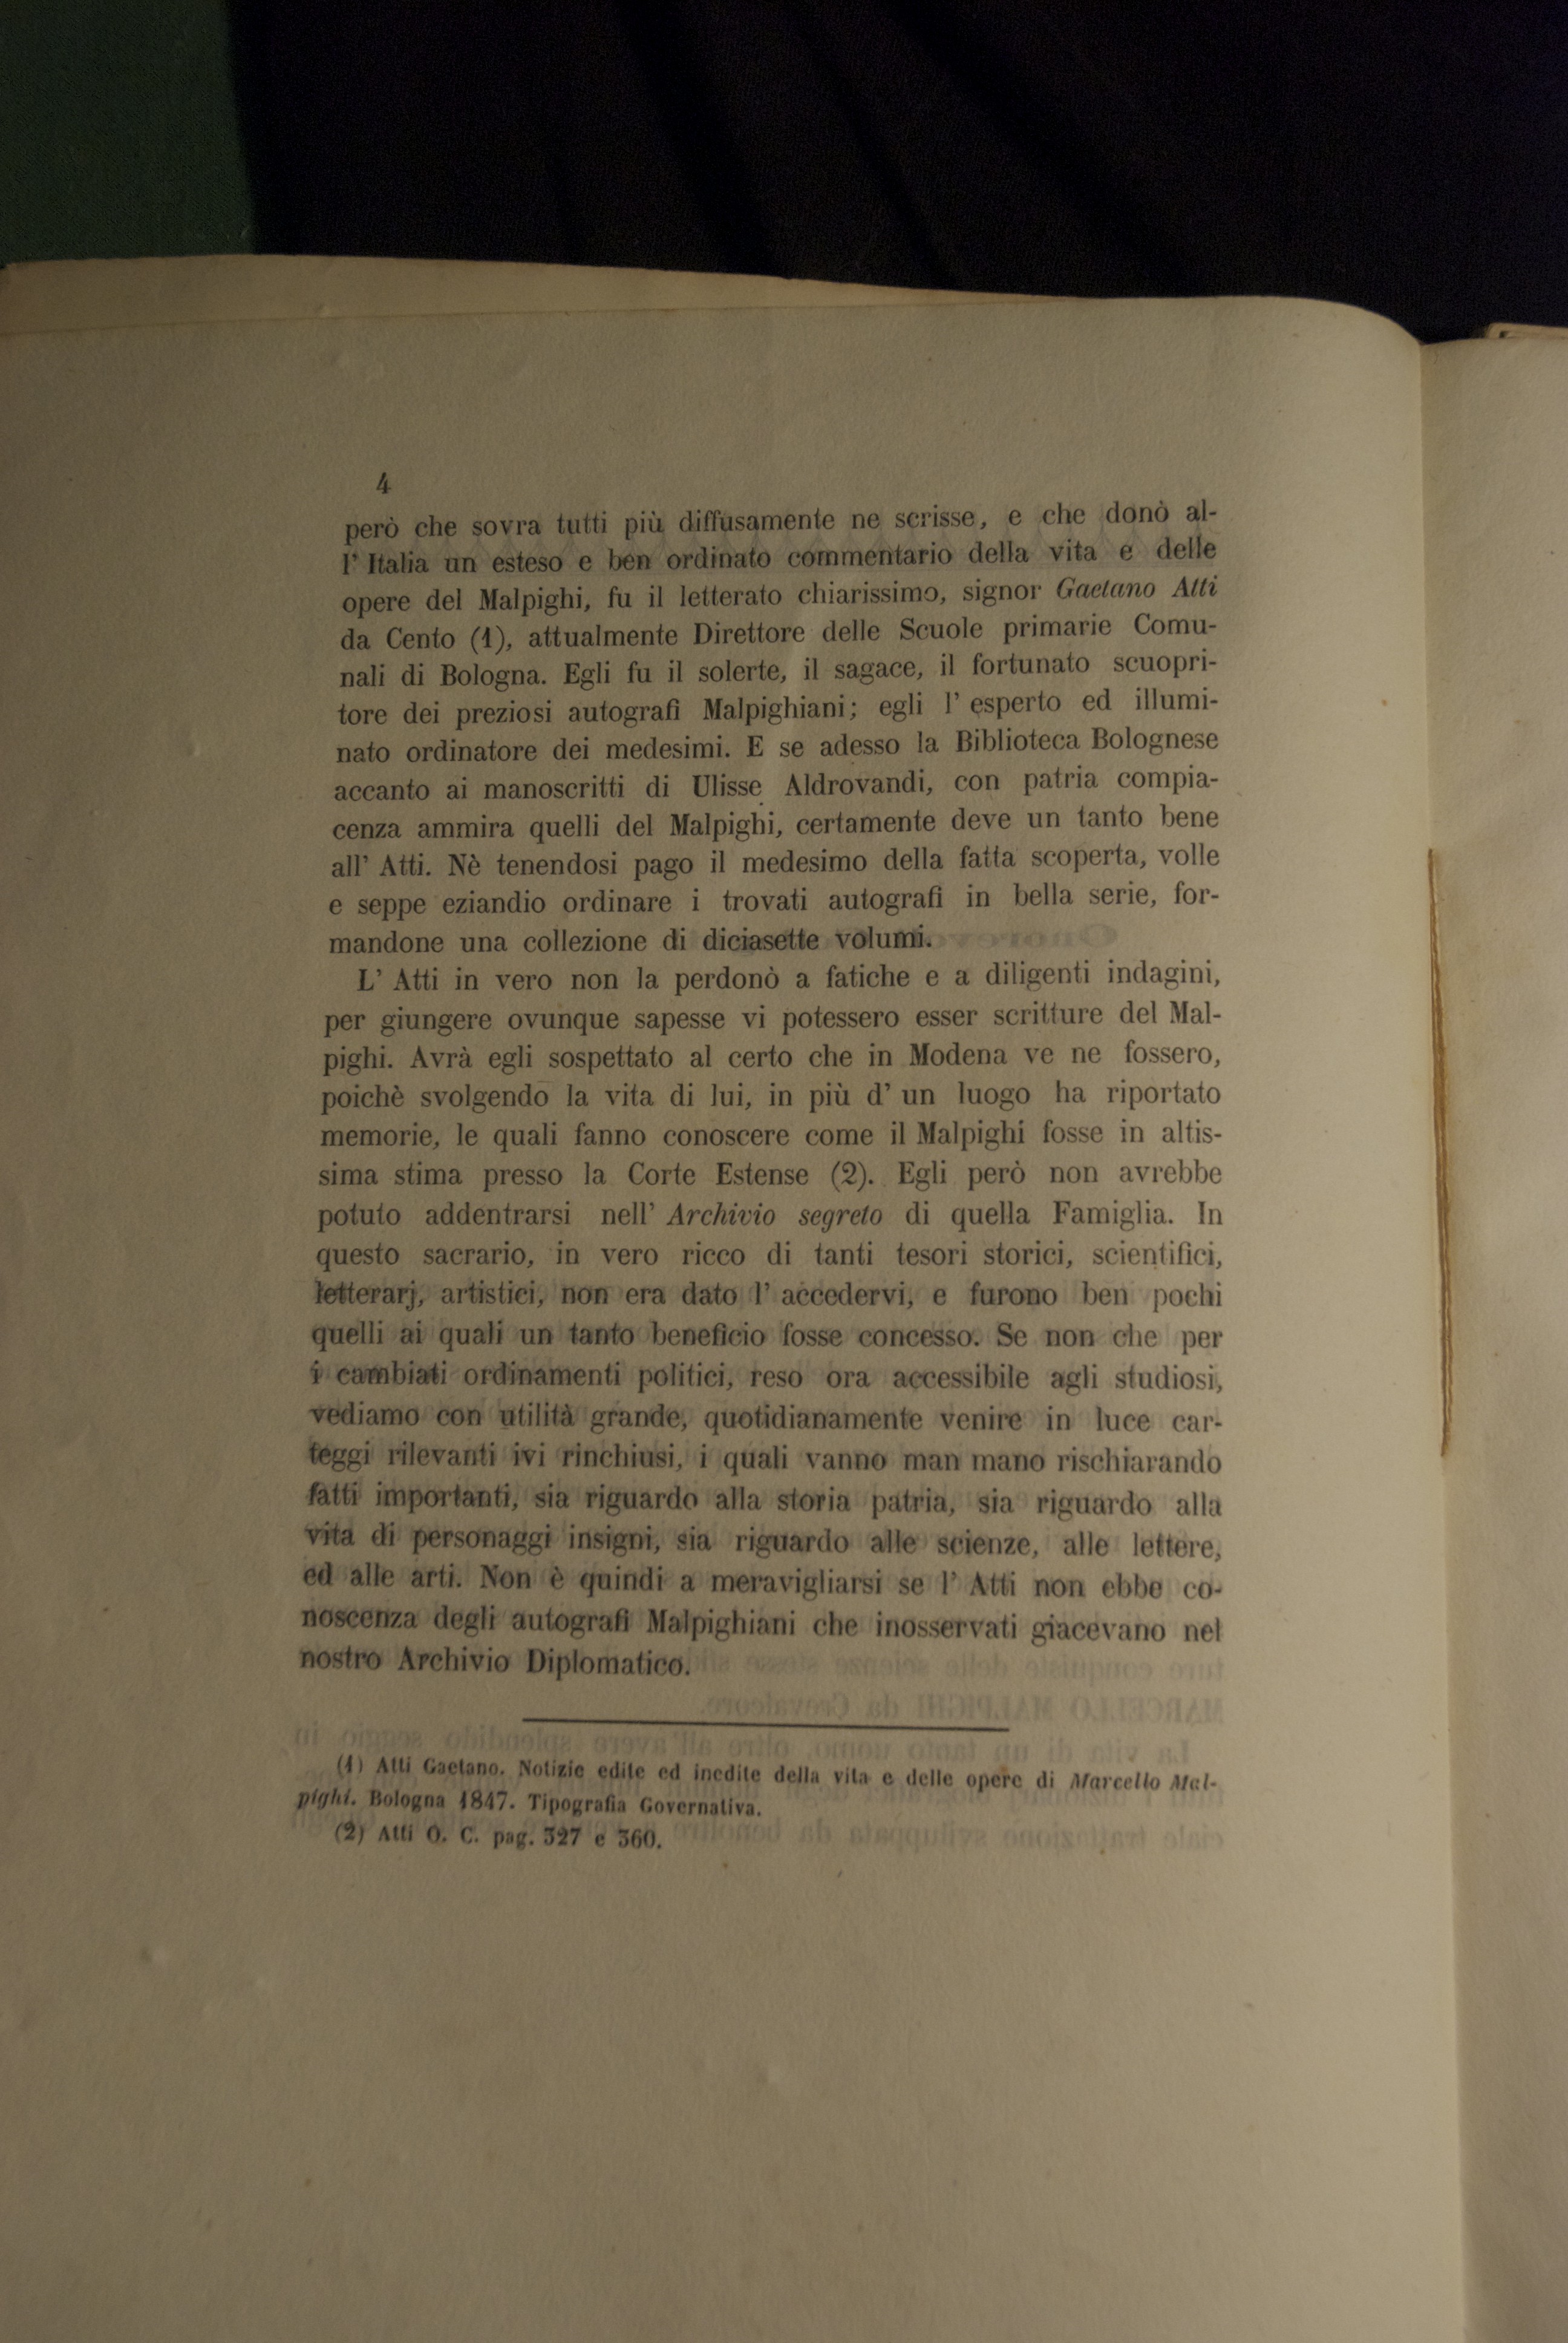 4
però che sovra tutti più diffusamente ne scrisse, e che donò al-
l' Italia un esteso e ben ordinato commentario della vita e delle
opere del Malpighi, fu il letterato chiarissimo, signor Gaetano Atti
da Cento (1), attualmente Direttore delle Scuole primarie Comu-
nali di Bologna. Egli fu il solerte, il sagace, il fortunato scuopri-
tore dei preziosi autografi Malpighiani; egli l' esperto ed illumi-
nato ordinatore dei medesimi. E se adesso la Biblioteca Bolognese
accanto ai manoscritti di Ulisse Aldrovandi, con patria compia-
cenza ammira quelli del Malpighi, certamente deve un tanto bene
all' Atti. Nè tenendosi pago il medesimo della fatta scoperta, volle
e seppe eziandio ordinare i trovati autografi in bella serie, for-
mandone una collezione di diciasette volumi.
L' Atti in vero non la perdonò a fatiche e a diligenti indagini,
per giungere ovunque sapesse vi potessero esser scritture del Mal-
pighi. Avrà egli sospettato al certo che in Modena ve ne fossero,
poichè svolgendo la vita di lui, in più d' un luogo ha riportato
memorie, le quali fanno conoscere come il Malpighi fosse in altis-
sima stima presso la Corte Estense (2). Egli però non avrebbe
potuto addentrarsi nell' Archivio segreto di quella Famiglia. In
questo sacrario, in vero ricco di tanti tesori storici, scientifici,
letterarj, artistici, non era dato l' accedervi, e furono ben pochi
quelli ai quali un tanto beneficio fosse concesso. Se non che per
i cambiati ordinamenti politici, reso ora accessibile agli studiosi,
vediamo con utilità grande, quotidianamente venire in luce car-
teggi rilevanti ivi rinchiusi, i quali vanno man mano rischiarando
fatti importanti, sia riguardo alla storia patria, sia riguardo alla
vita di personaggi insigni, sia riguardo alle scienze, alle lettere,
ed alle arti. Non è quindi a meravigliarsi se l' Atti non ebbe co-
noscenza degli autografi Malpighiani che inosservati giacevano nel
nostro Archivio Diplomatico.
(1) Atti Gaetano. Notizie edite ed inedite della vita e delle opere di Marcello Mal-
pighi. Bologna 1847. Tipografia Governativa.
(2) Atti O. C. pag. 327 e 360.